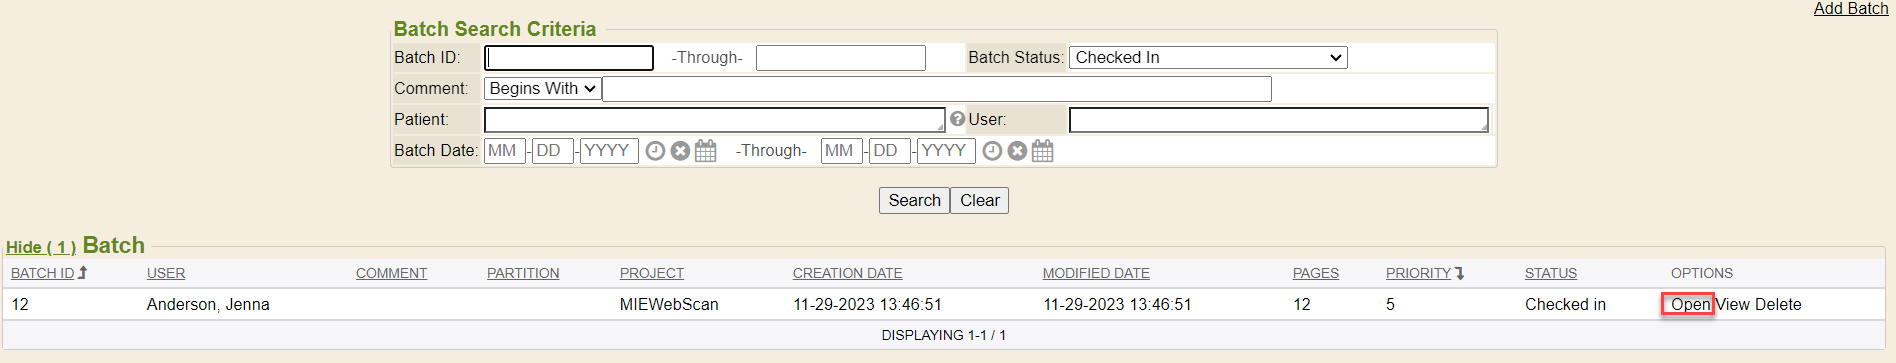 Add Batch
Batch Search Criteria
Batch ID: -Through- Batch Status: Checked In
Comment: Begins With
Patient: User:
Batch Date: MM - DD - YYYY -Through- MM - DD - YYYY
Search Clear
Hide ( 1 ) Batch
BATCH ID USER COMMENT PARTITION PROJECT CREATION DATE MODIFIED DATE PAGES PRIORITY STATUS OPTIONS
12 Anderson, Jenna MIEWebScan 11-29-2023 13:46:51 11-29-2023 13:46:51 12 5 Checked in Open View Delete
DISPLAYING 1-1 / 1